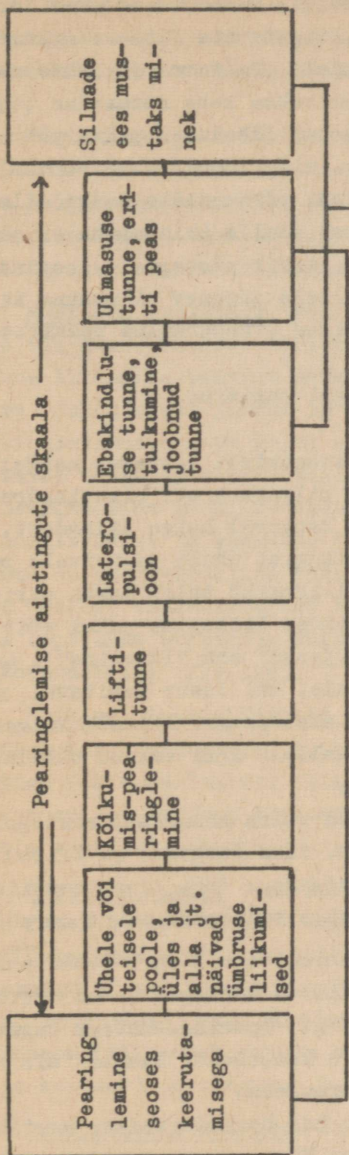 Pearinglemise aistingute skaala
Pearing-
lemine
seoses
keeruta-
misega
Ühele või
teisele
poole,
üles ja
alla jt.
näivad
ümbruse
liikumi-
sed
Kõiku-
mis-pea-
ringle-
mine
Lifti-
tunne
Latero-
pulsi-
oon
Ebakindlu-
se tunne,
tuikumine,
joobnud
tunne
Uimasuse
tunne, eri-
ti peas
Silmade
ees mus-
taks mi-
nek